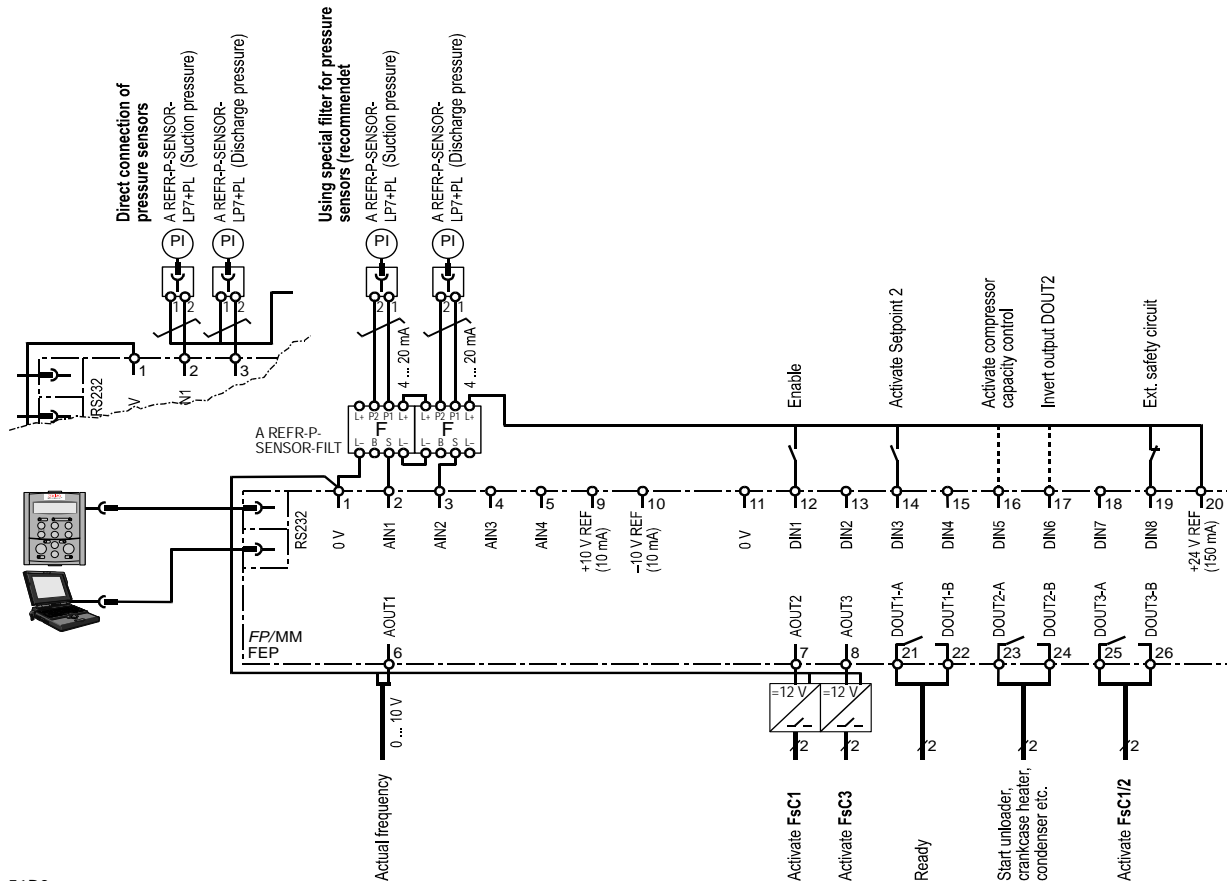 Direct connection of
pressure sensors
A REFR-P-SENSOR-
LP7+PL (Suction pressure)
A REFR-P-SENSOR-
LP7+PL (Discharge pressure)
Using special filter for pressure
sensors (recommendet
A REFR-P-SENSOR-
LP7+PL (Suction pressure)
A REFR-P-SENSOR-
LP7+PL (Discharge pressure)
PI
PI
PI
PI
1 2
1 2
2 1
2 1
4 ... 20 mA
4 ... 20 mA
RS232
1
2
3
V
N1
L+ P2 P1 L+
L+ P2 P1 L+
F
F
L– B S L–
L– B S L–
A REFR-P-
SENSOR-FILT
Enable
Activate Setpoint 2
Activate compressor
capacity control
Invert output DOUT2
Ext. safety circuit
RS232
1
2
3
4
5
9
10
11
12
13
14
15
16
17
18
19
20
0 V
AIN1
AIN2
AIN3
AIN4
+10 V REF
(10 mA)
–10 V REF
(10 mA)
0 V
DIN1
DIN2
DIN3
DIN4
DIN5
DIN6
DIN7
DIN8
+24 V REF
(150 mA)
FP/MM
FEP
AOUT1
AOUT2
AOUT3
DOUT1-A
DOUT1-B
DOUT2-A
DOUT2-B
DOUT3-A
DOUT3-B
6
7
8
21
22
23
24
25
26
=12 V
=12 V
0 ... 10 V
2
2
2
2
2
Actual frequency
Activate FsC1
Activate FsC3
Ready
Start unloader,
crankcase heater,
condenser etc.
Activate FsC1/2